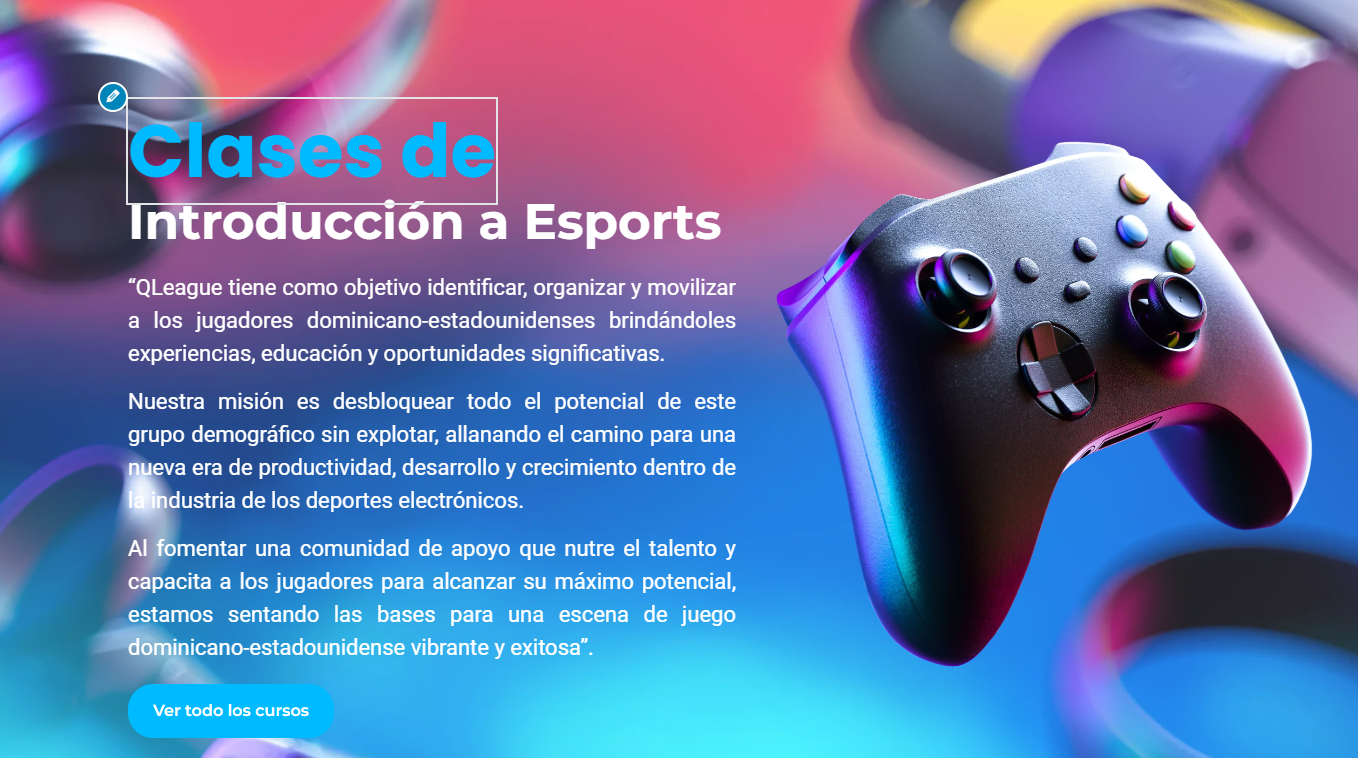 Clases de
Introducción a Esports
“QLeague tiene como objetivo identificar, organizar y movilizar
a los jugadores dominicano-estadounidenses brindándoles
experiencias, educación y oportunidades significativas.
Nuestra misión es desbloquear todo el potencial de este
grupo demográfico sin explotar, allanando el camino para una
nueva era de productividad, desarrollo y crecimiento dentro de
la industria de los deportes electrónicos.
Al fomentar una comunidad de apoyo que nutre el talento y
capacita a los jugadores para alcanzar su máximo potencial,
estamos sentando las bases para una escena de juego
dominicano-estadounidense vibrante y exitosa”.
Ver todo los cursos